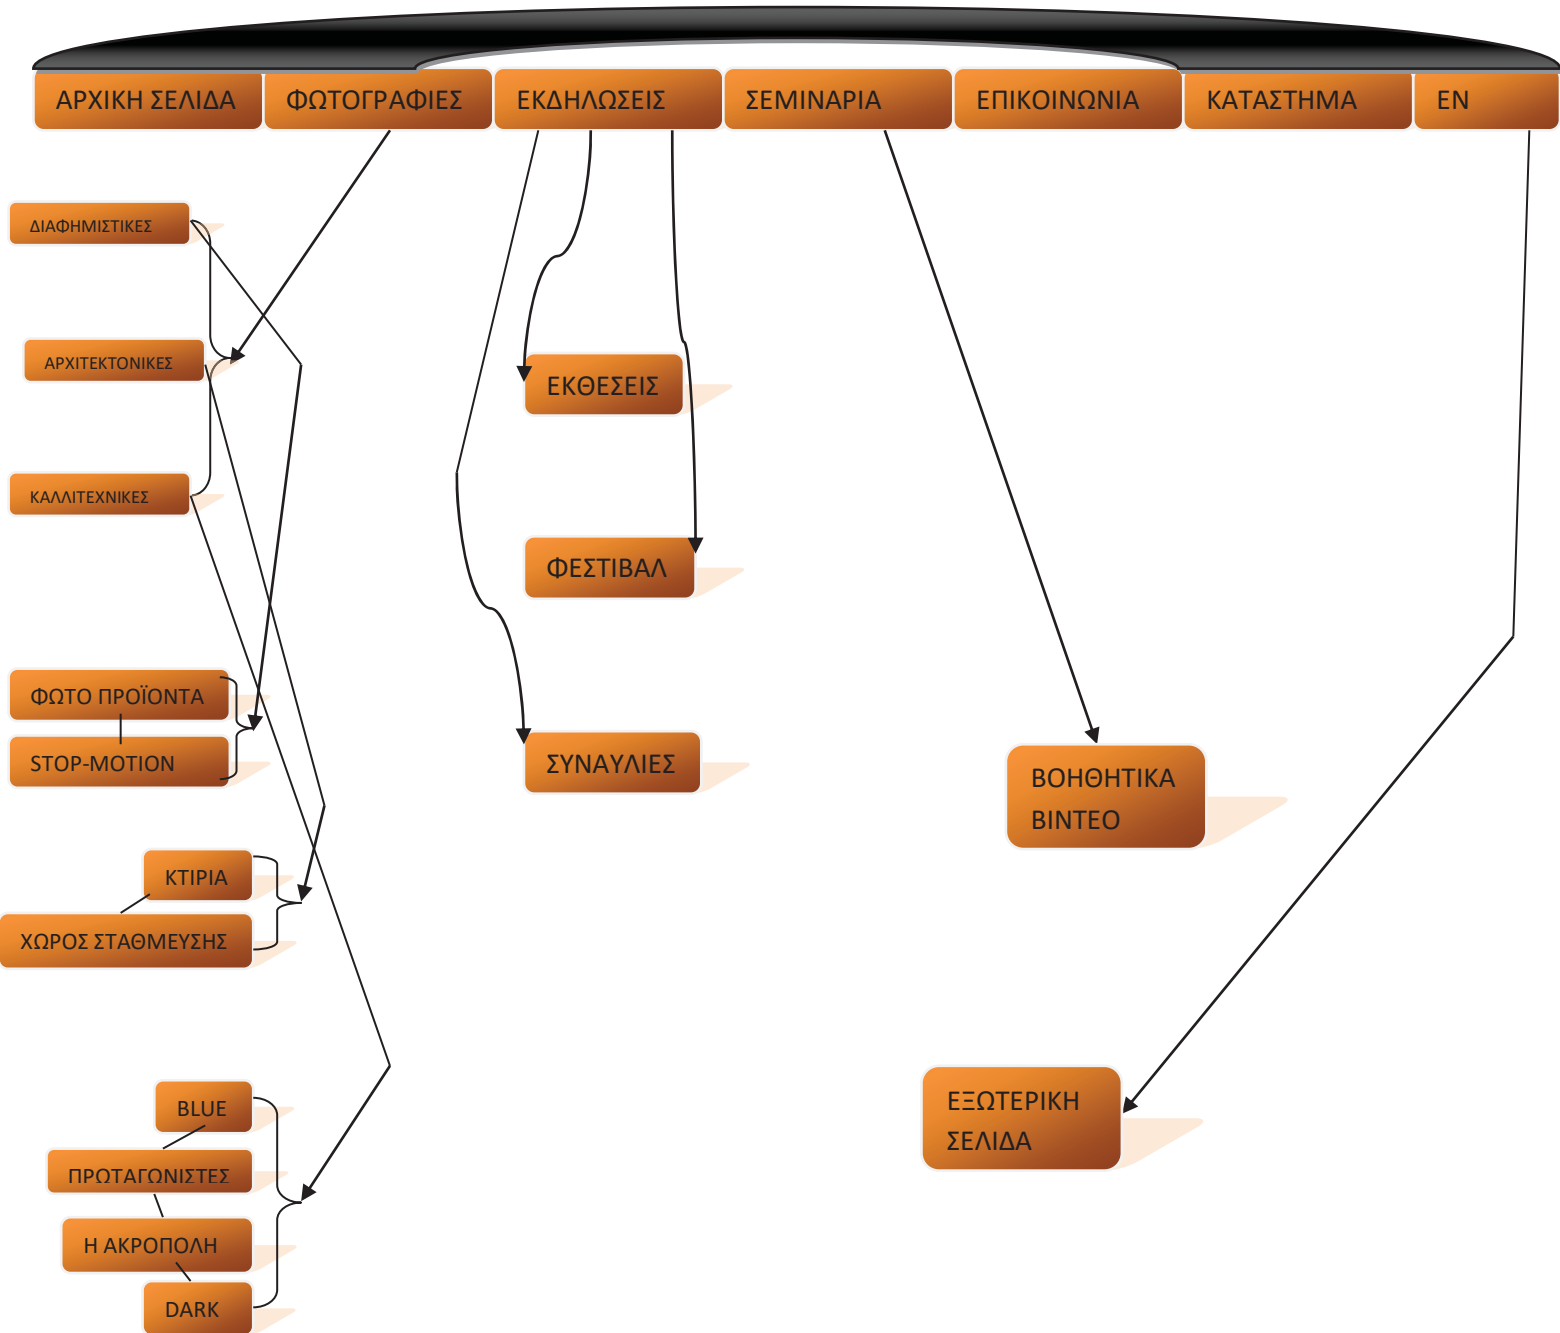 ΑΡΧΙΚΗ ΣΕΛΙΔΑ
ΦΩΤΟΓΡΑΦΙΕΣ
ΕΚΔΗΛΩΣΕΙΣ
ΣΕΜΙΝΑΡΙΑ
ΕΠΙΚΟΙΝΩΝΙΑ
ΚΑΤΑΣΤΗΜΑ
EN
ΔΙΑΦΗΜΙΣΤΙΚΕΣ
ΑΡΧΙΤΕΚΤΟΝΙΚΕΣ
ΚΑΛΛΙΤΕΧΝΙΚΕΣ
ΦΩΤΟ ΠΡΟΪΟΝΤΑ
STOP-MOTION
ΚΤΙΡΙΑ
ΧΩΡΟΣ ΣΤΑΘΜΕΥΣΗΣ
BLUE
ΠΡΩΤΑΓΩΝΙΣΤΕΣ
Η ΑΚΡΟΠΟΛΗ
DARK
ΕΚΘΕΣΕΙΣ
ΦΕΣΤΙΒΑΛ
ΣΥΝΑΥΛΙΕΣ
ΒΟΗΘΗΤΙΚΑ
ΒΙΝΤΕΟ
ΕΞΩΤΕΡΙΚΗ
ΣΕΛΙΔΑ